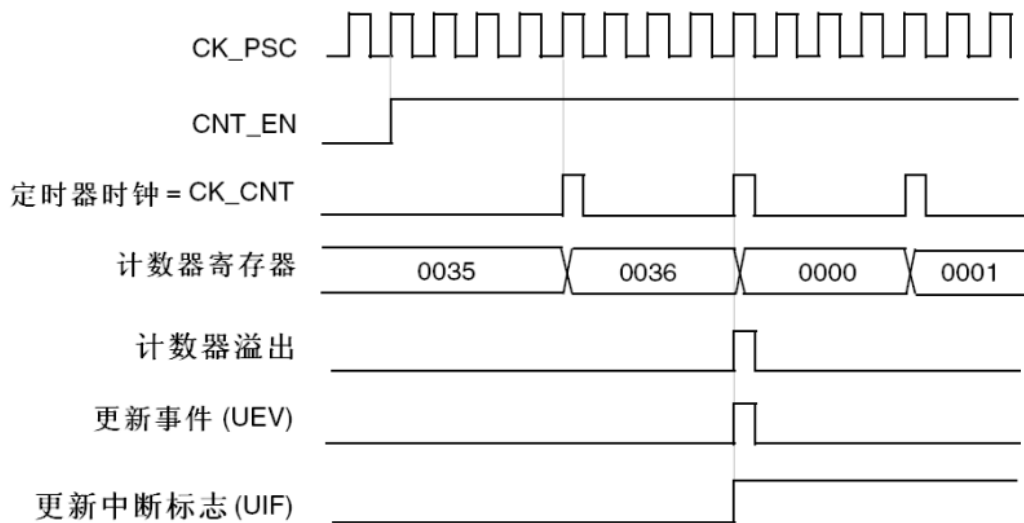 CK_PSC
CNT_EN
定时器时钟 = CK_CNT
计数器寄存器 0035 0036 0000 0001
计数器溢出
更新事件 (UEV)
更新中断标志 (UIF)